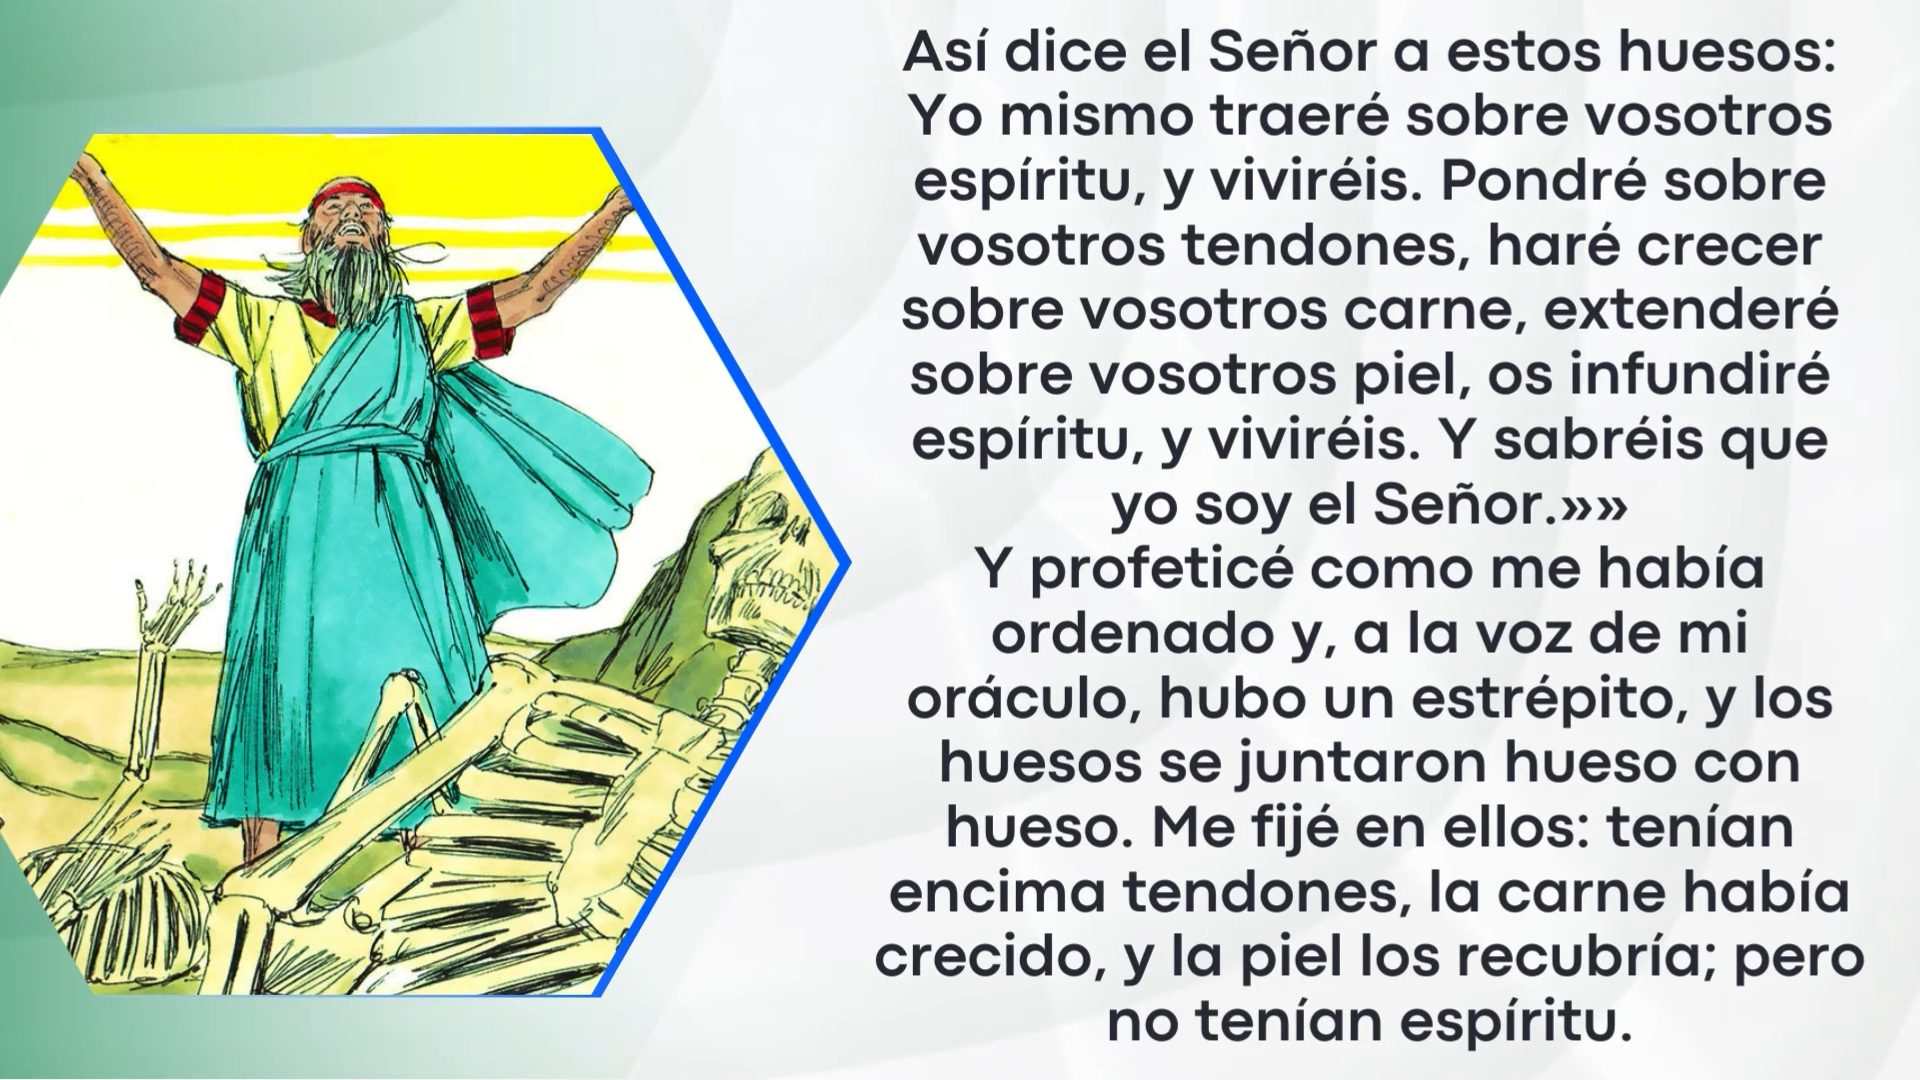 Así dice el Señor a estos huesos:
Yo mismo traeré sobre vosotros
espíritu, y viviréis. Pondré sobre
vosotros tendones, haré crecer
sobre vosotros carne, extenderé
sobre vosotros piel, os infundiré
espíritu, y viviréis. Y sabréis que
yo soy el Señor.»»
Y profeticé como me había
ordenado y, a la voz de mi
oráculo, hubo un estrépito, y los
huesos se juntaron hueso con
hueso. Me fijé en ellos: tenían
encima tendones, la carne había
crecido, y la piel los recubría; pero
no tenían espíritu.